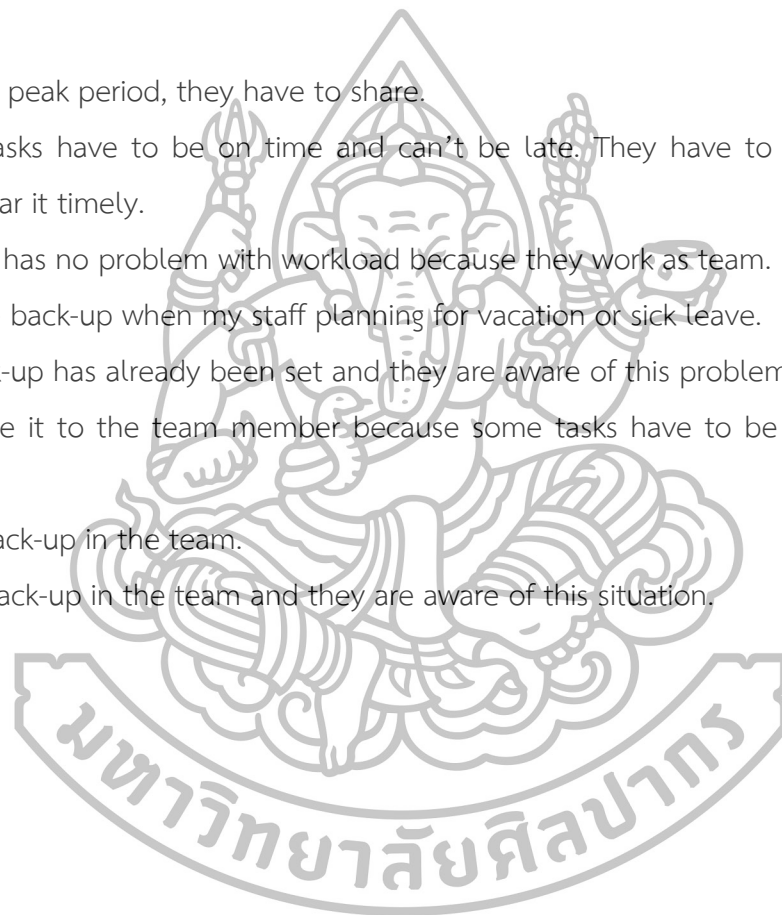 peak period, they have to share.
asks have to be on time and can't be late. They have to
ar it timely.
has no problem with workload because they work as team.
back-up when my staff planning for vacation or sick leave.
-up has already been set and they are aware of this problem
e it to the team member because some tasks have to be
ack-up in the team.
ack-up in the team and they are aware of this situation.
มหาวิทยาลัยศิลปากร